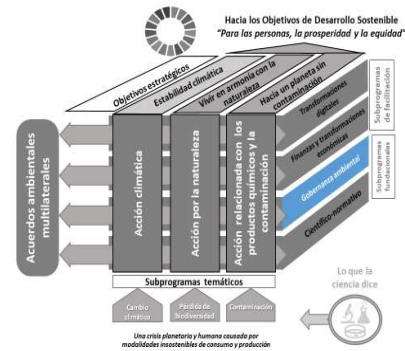 Hacia los Objetivos de Desarrollo Sostenible
“Para las personas, la prosperidad y la equidad”
Objetivos estratégicos
Estabilidad climática
Vivir en armonía con la
naturaleza
Hacia un planeta sin
contaminación
Transformaciones
digitales
Finanzas y transformaciones
económicas
Gobernanza ambiental
Científico-normativo
Subprogramas
de facilitación
Subprogramas
fundacionales
Acuerdos ambientales
multilaterales
Acción climática
Acción por la naturaleza
Acción relacionada con los
productos químicos y la
contaminación
Subprogramas temáticos
Cambio
climático
Pérdida de
biodiversidad
Contaminación
Una crisis planetaria y humana causada por
modalidades insostenibles de consumo y producción
Lo que la
ciencia dice